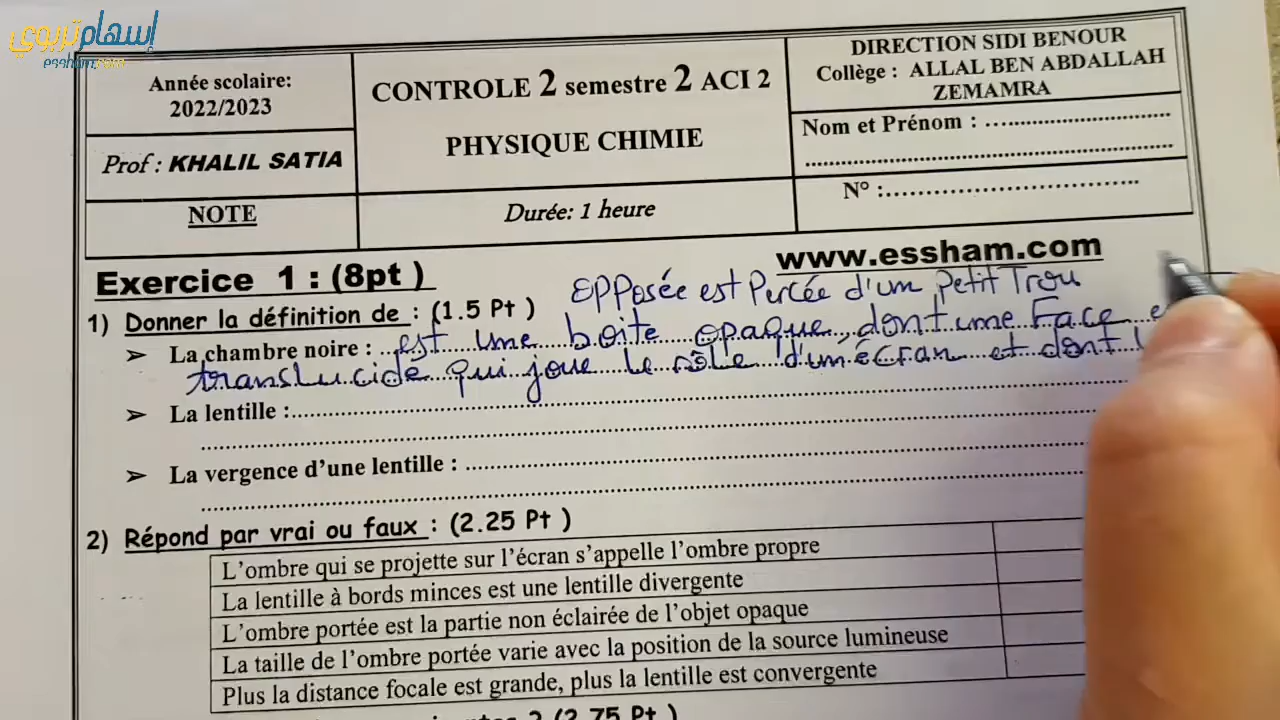 إسهام تربوي
essham.com
Année scolaire:
2022/2023
Prof : KHALIL SATIA
NOTE
CONTROLE 2 semestre 2 ACI 2
PHYSIQUE CHIMIE
Durée: 1 heure
DIRECTION SIDI BENOUR
Collège : ALLAL BEN ABDALLAH
ZEMAMRA
Nom et Prénom :
N° :
www.essham.com
Exercice 1 : (8pt )
opposée est Percée d'un Petit Trou
1) Donner la définition de : (1.5 Pt )
➢ La chambre noire : est une boite opaque, dont une Face
translucide qui joue le rôle d'un écran et dont
➢ La lentille :
➢ La vergence d'une lentille :
2) Répond par vrai ou faux : (2.25 Pt )
L'ombre qui se projette sur l'écran s'appelle l'ombre propre
La lentille à bords minces est une lentille divergente
L'ombre portée est la partie non éclairée de l'objet opaque
La taille de l'ombre portée varie avec la position de la source lumineuse
Plus la distance focale est grande, plus la lentille est convergente
(2.75 Pt )